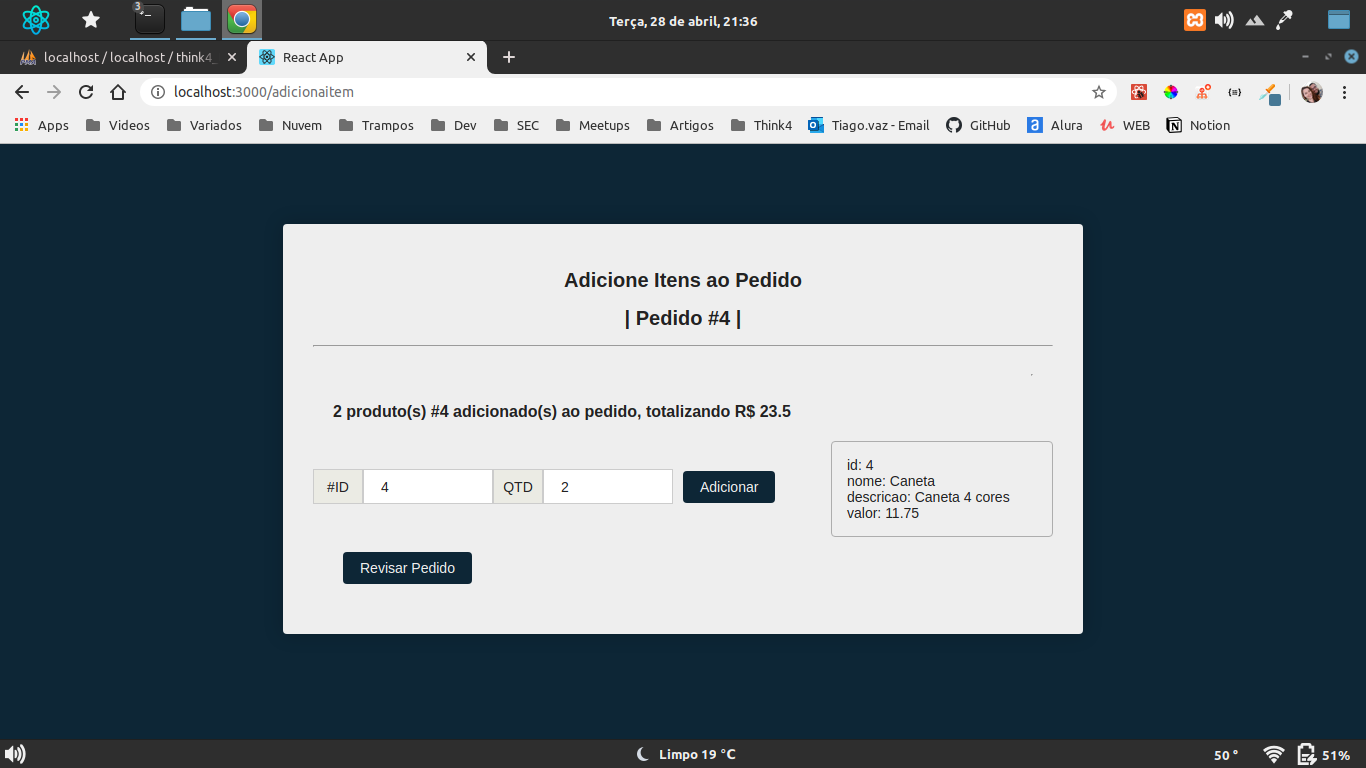 3
Terça, 28 de abril, 21:36
localhost / localhost / think4_
React App
localhost:3000/adicionaitem
Apps Videos Variados Nuvem Trampos Dev SEC Meetups Artigos Think4 Tiago.vaz - Email GitHub a Alura WEB Notion
Adicione Itens ao Pedido
| Pedido #4 |
2 produto(s) #4 adicionado(s) ao pedido, totalizando R$ 23.5
#ID 4 QTD 2 Adicionar
id: 4
nome: Caneta
descricao: Caneta 4 cores
valor: 11.75
Revisar Pedido
Limpo 19 °C
50 °
51%